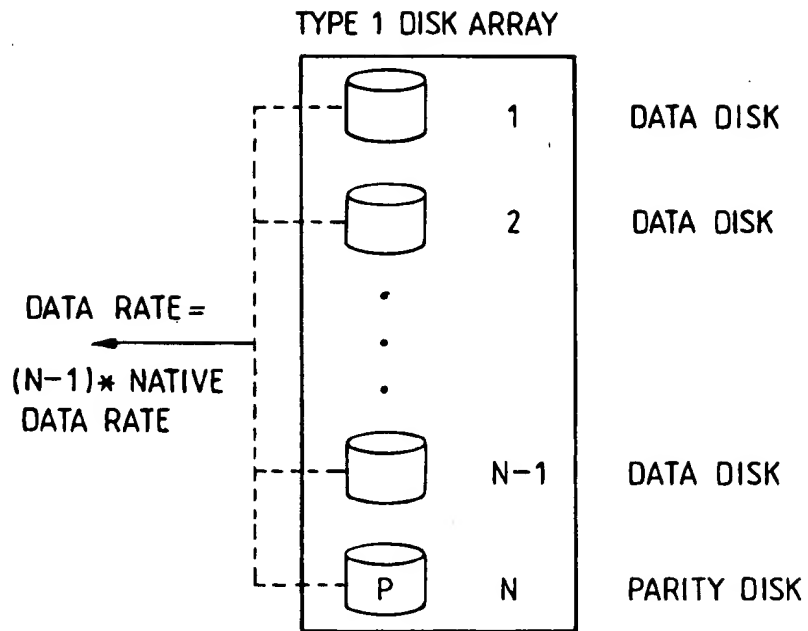 TYPE 1 DISK ARRAY
1 DATA DISK
2 DATA DISK
DATA RATE =
(N-1)* NATIVE
DATA RATE
N-1 DATA DISK
P N PARITY DISK